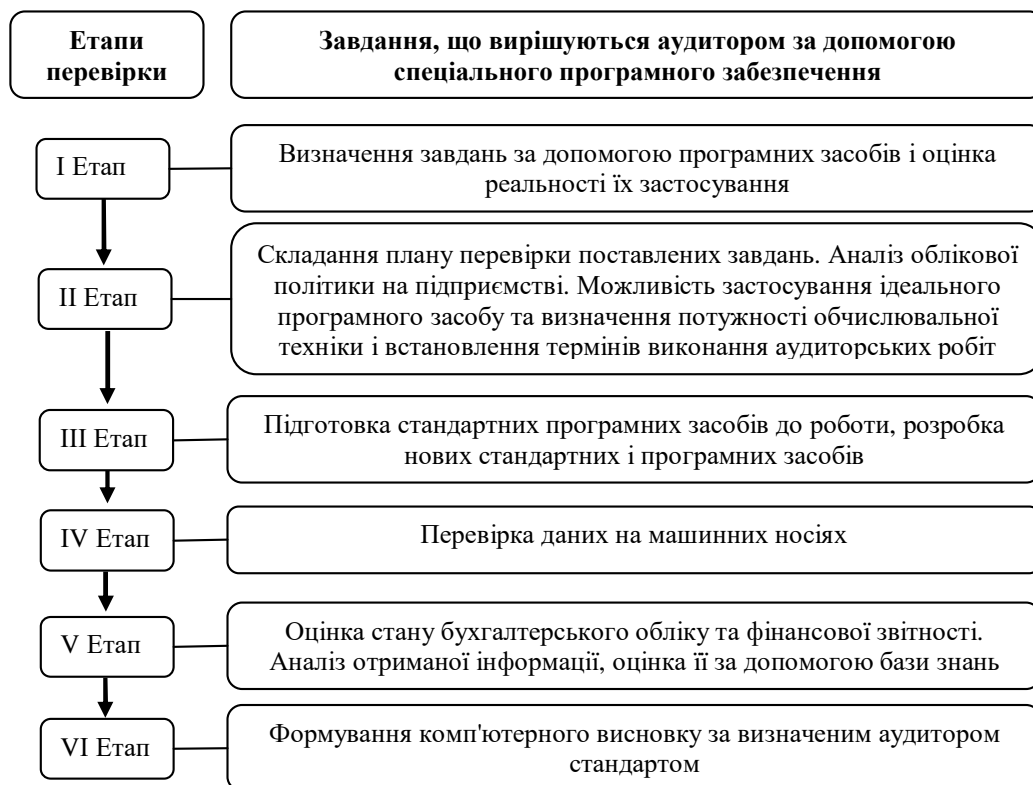 Етапи
перевірки
Завдання, що вирішуються аудитором за допомогою
спеціального програмного забезпечення
І Етап
Визначення завдань за допомогою програмних засобів і оцінка
реальності їх застосування
ІІ Етап
Складання плану перевірки поставлених завдань. Аналіз облікової
політики на підприємстві. Можливість застосування ідеального
програмного засобу та визначення потужності обчислювальної
техніки і встановлення термінів виконання аудиторських робіт
ІІІ Етап
Підготовка стандартних програмних засобів до роботи, розробка
нових стандартних і програмних засобів
IV Етап
Перевірка даних на машинних носіях
V Етап
Оцінка стану бухгалтерського обліку та фінансової звітності.
Аналіз отриманої інформації, оцінка її за допомогою бази знань
VI Етап
Формування комп'ютерного висновку за визначеним аудитором
стандартом